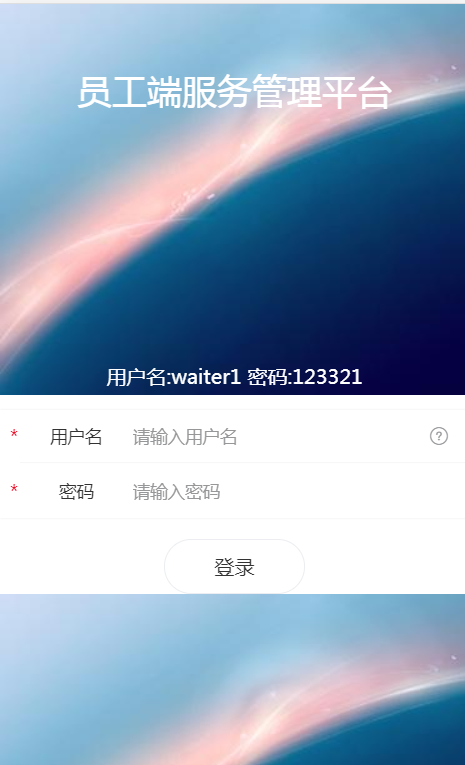 员工端服务管理平台
用户名:waiter1 密码:123321
* 用户名 请输入用户名 ?
* 密码 请输入密码
登录